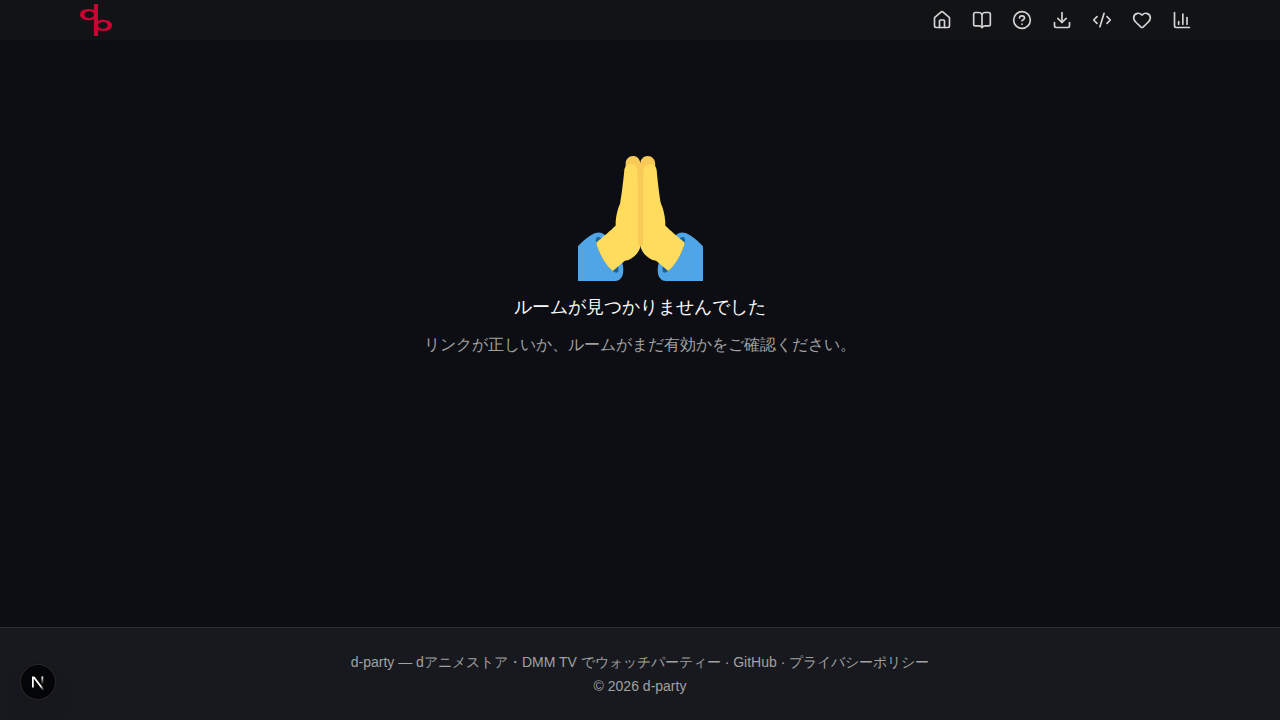 ルームが見つかりませんでした
リンクが正しいか、ルームがまだ有効かをご確認ください。
d-party — dアニメストア・DMM TV でウォッチパーティー · GitHub · プライバシーポリシー
© 2026 d-party